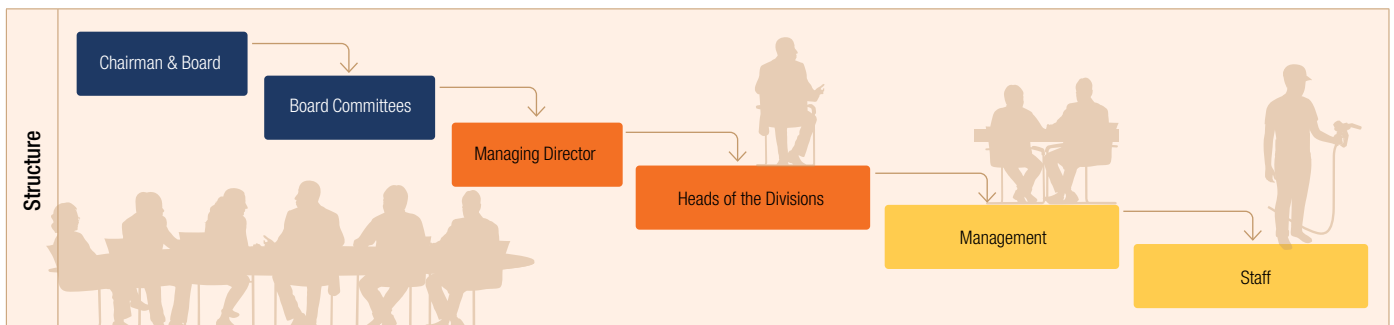 Structure
Chairman & Board
Board Committees
Managing Director
Heads of the Divisions
Management
Staff